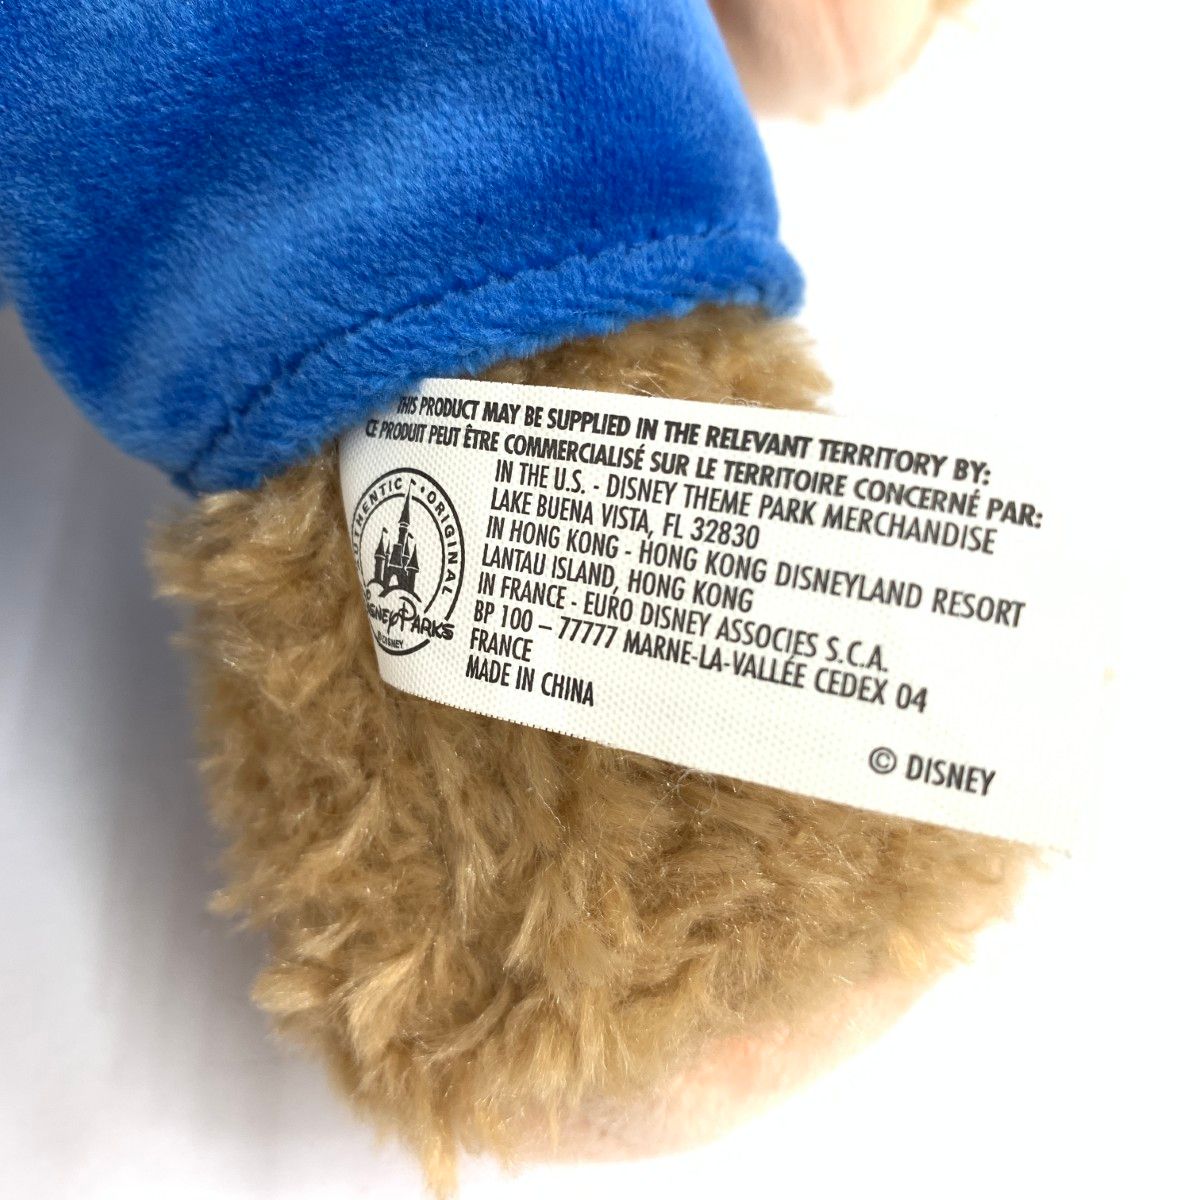 THIS PRODUCT MAY BE SUPPLIED IN THE RELEVANT TERRITORY BY:
CE PRODUIT PEUT ÊTRE COMMERCIALISÉ SUR LE TERRITOIRE CONCERNÉ PAR:
IN THE U.S. - DISNEY THEME PARK MERCHANDISE
LAKE BUENA VISTA, FL 32830
IN HONG KONG - HONG KONG DISNEYLAND RESORT
LANTAU ISLAND, HONG KONG
IN FRANCE - EURO DISNEY ASSOCIES S.C.A.
BP 100 – 77777 MARNE-LA-VALLÉE CEDEX 04
FRANCE
MADE IN CHINA
© DISNEY
AUTHENTIC • ORIGINAL
DISNEY PARKS
© DISNEY